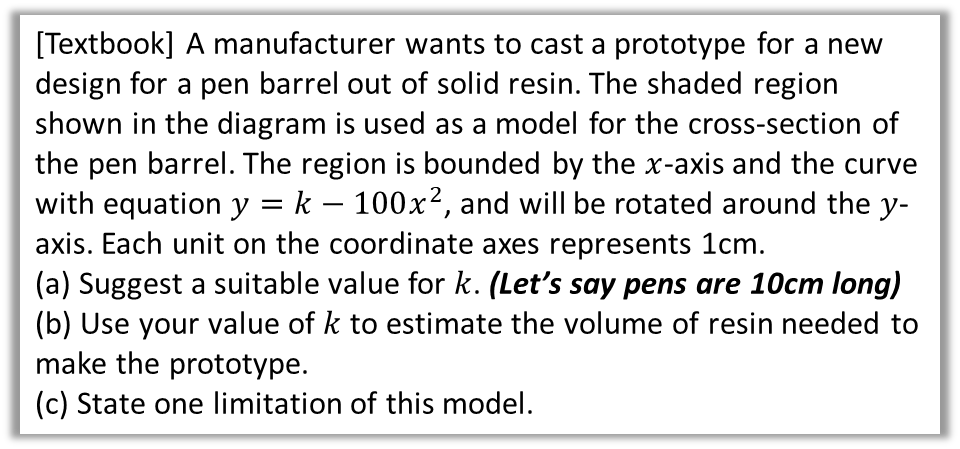 [Textbook] A manufacturer wants to cast a prototype for a new
design for a pen barrel out of solid resin. The shaded region
shown in the diagram is used as a model for the cross-section of
the pen barrel. The region is bounded by the x-axis and the curve
with equation y = k − 100x², and will be rotated around the y-
axis. Each unit on the coordinate axes represents 1cm.
(a) Suggest a suitable value for k. (Let’s say pens are 10cm long)
(b) Use your value of k to estimate the volume of resin needed to
make the prototype.
(c) State one limitation of this model.